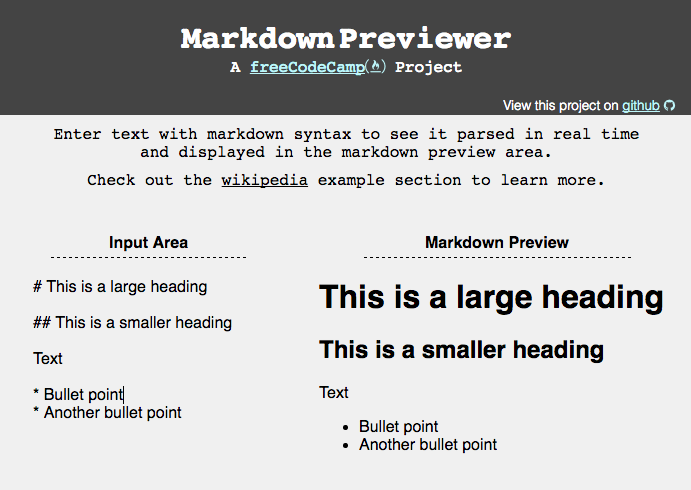 Markdown Previewer
A freeCodeCamp Project
View this project on github
Enter text with markdown syntax to see it parsed in real time
and displayed in the markdown preview area.
Check out the wikipedia example section to learn more.
Input Area
# This is a large heading
## This is a smaller heading
Text
* Bullet point
* Another bullet point
Markdown Preview
This is a large heading
This is a smaller heading
Text
• Bullet point
• Another bullet point